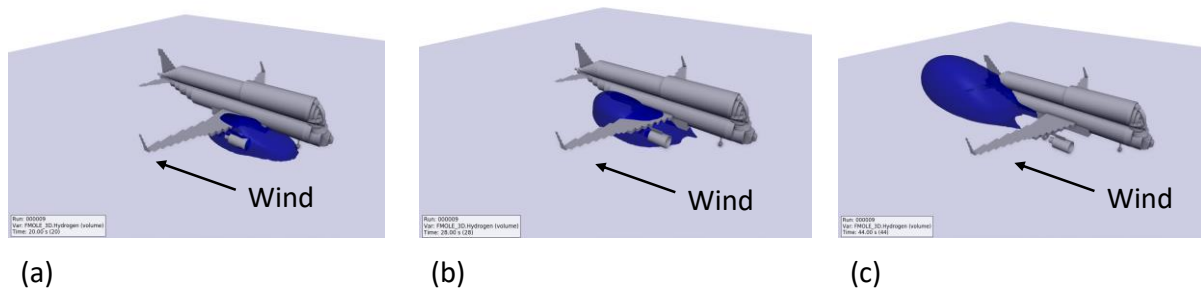 Wind
Run: 000009
Var: FMOLE_3D.Hydrogen (volume)
Time: 20.00 s (20)
(a)
Wind
Run: 000009
Var: FMOLE_3D.Hydrogen (volume)
Time: 28.00 s (28)
(b)
Wind
Run: 000009
Var: FMOLE_3D.Hydrogen (volume)
Time: 44.00 s (44)
(c)